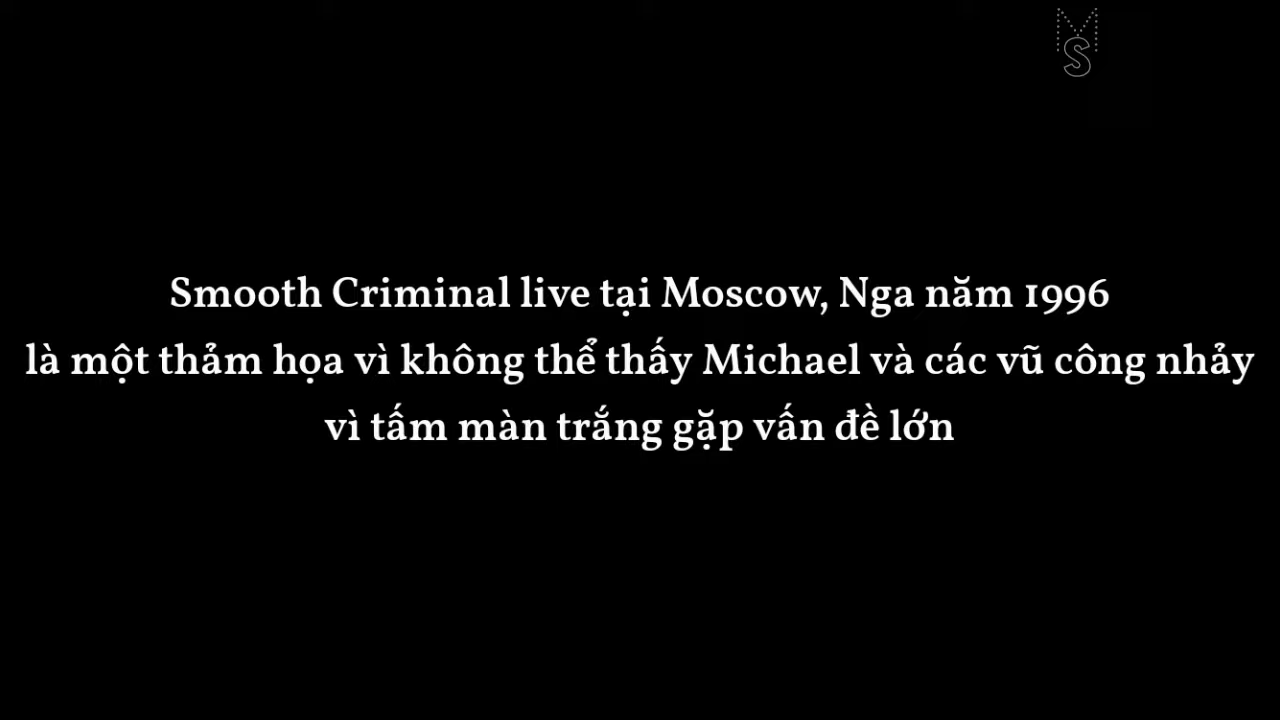 MS
Smooth Criminal live tại Moscow, Nga năm 1996
là một thảm họa vì không thể thấy Michael và các vũ công nhảy
vì tấm màn trắng gặp vấn đề lớn